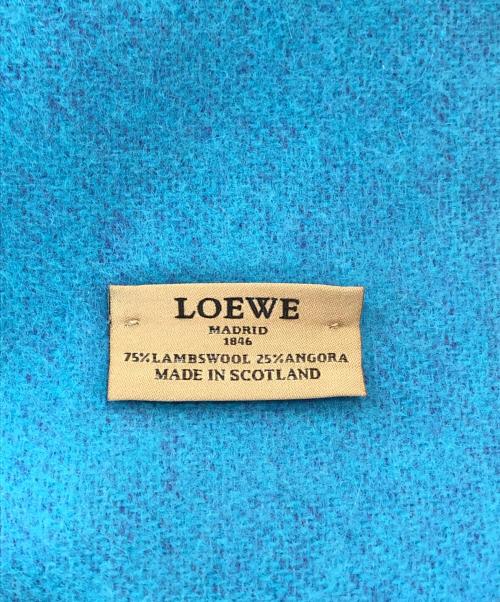 LOEWE
MADRID
1846
75%LAMBSWOOL 25%ANGORA
MADE IN SCOTLAND